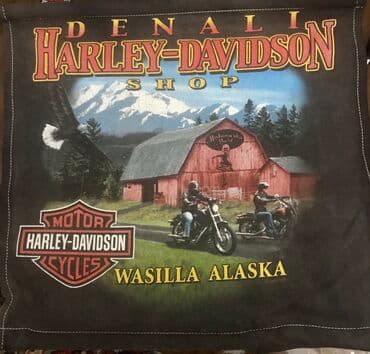 DENALI
HARLEY-DAVIDSON
SHOP
MOTOR
HARLEY-DAVIDSON
CYCLES
WASILLA ALASKA